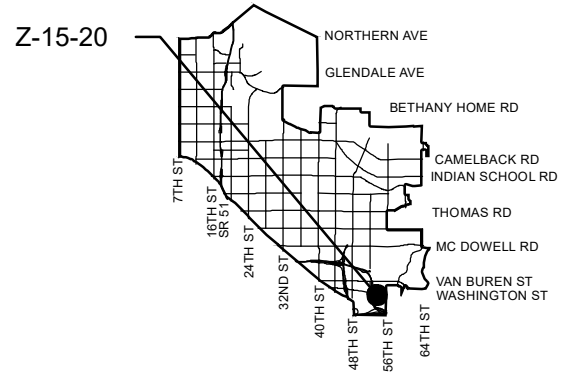 Z-15-20
NORTHERN AVE
GLENDALE AVE
BETHANY HOME RD
CAMELBACK RD
INDIAN SCHOOL RD
THOMAS RD
MC DOWELL RD
VAN BUREN ST
WASHINGTON ST
7TH ST
16TH ST
SR 51
24TH ST
32ND ST
40TH ST
48TH ST
56TH ST
64TH ST